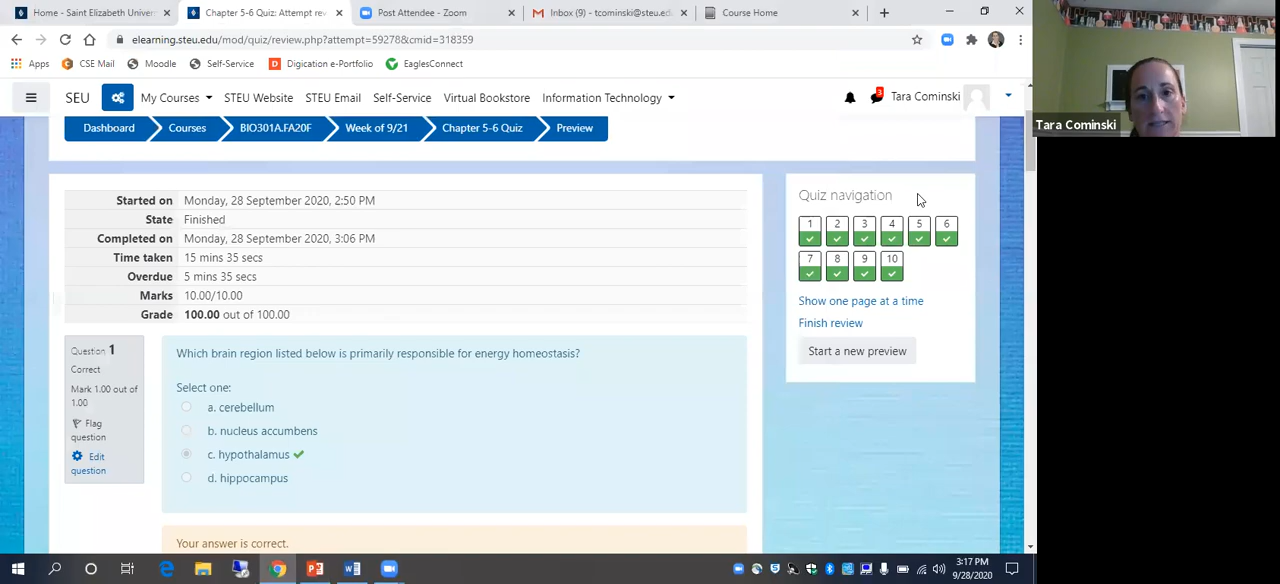 Home - Saint Elizabeth Univer
Chapter 5-6 Quiz: Attempt rev
Post Attendee - Zoom
Inbox (9) - tcominski@steu.ed
Course Home
elearning.steu.edu/mod/quiz/review.php?attempt=59278&cmid=318359
Apps
CSE Mail
Moodle
Self-Service
Digication e-Portfolio
EaglesConnect
SEU
My Courses
STEU Website
STEU Email
Self-Service
Virtual Bookstore
Information Technology
3
Tara Cominski
Tara Cominski
Dashboard
Courses
BIO301A.FA20F
Week of 9/21
Chapter 5-6 Quiz
Preview
Started on Monday, 28 September 2020, 2:50 PM
State Finished
Completed on Monday, 28 September 2020, 3:06 PM
Time taken 15 mins 35 secs
Overdue 5 mins 35 secs
Marks 10.00/10.00
Grade 100.00 out of 100.00
Quiz navigation
1 2 3 4 5 6
7 8 9 10
Show one page at a time
Finish review
Start a new preview
Question 1
Correct
Mark 1.00 out of
1.00
Flag
question
Edit
question
Which brain region listed below is primarily responsible for energy homeostasis?
Select one:
a. cerebellum
b. nucleus accumbens
c. hypothalamus
d. hippocampus
Your answer is correct.
3:17 PM
9/28/2020